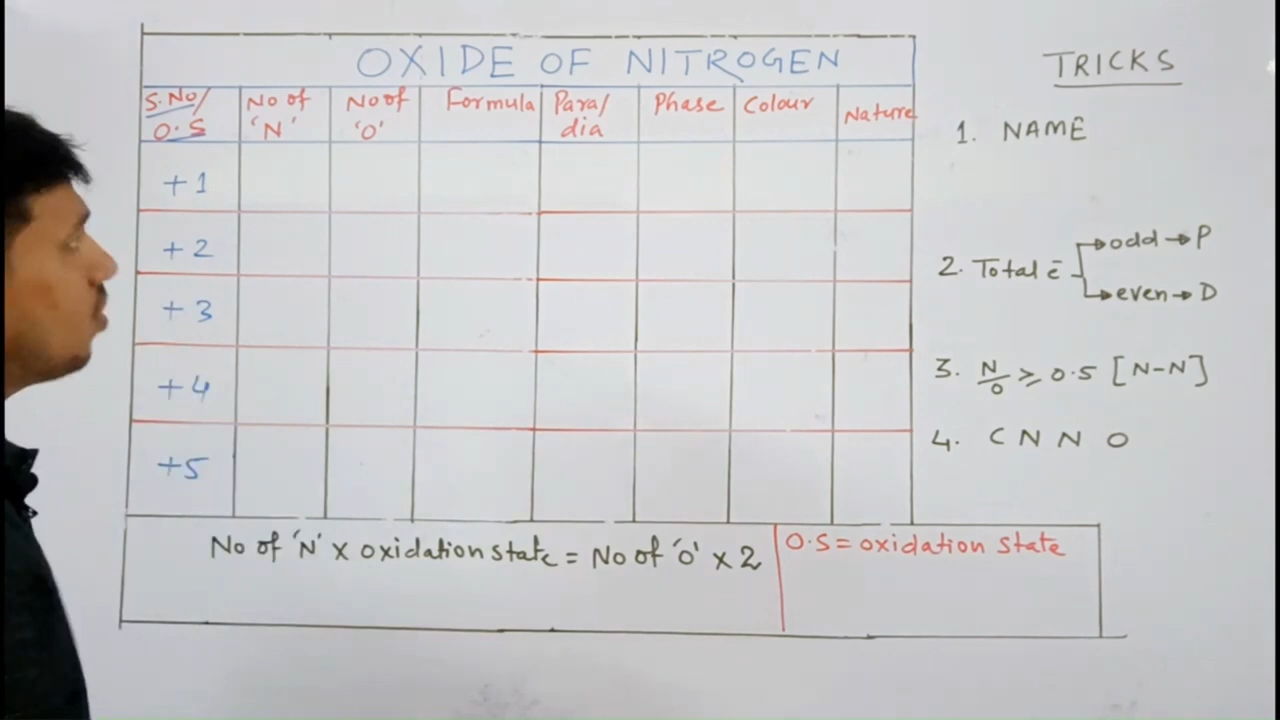 OXIDE OF NITROGEN
S.No/ O.S
No of 'N'
No of 'O'
Formula
Para/ dia
Phase
Colour
Nature
+1
+2
+3
+4
+5
No of 'N' x oxidation state = No of 'O' x 2
O.S = oxidation state
TRICKS
1. NAME
2. Total ē
odd → P
even → D
3. N/O ⩾ 0.5 [N-N]
4. C N N O